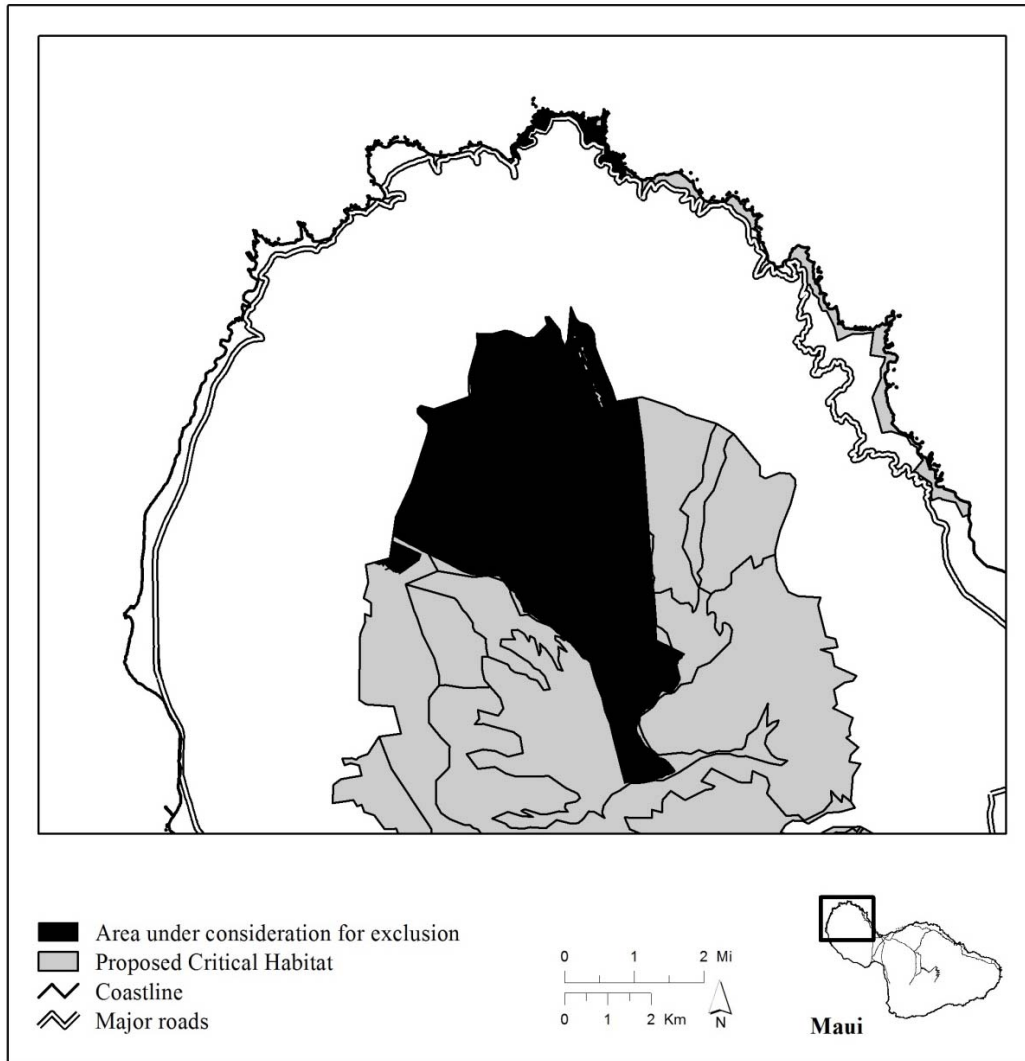 Area under consideration for exclusion
Proposed Critical Habitat
Coastline
Major roads
0 1 2 Mi
0 1 2 Km
N
Maui